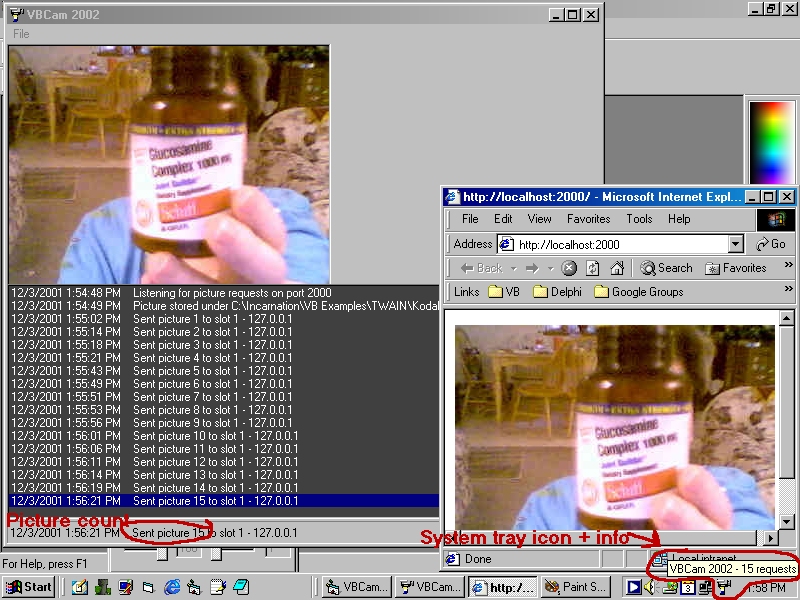 VBCam 2002
File
Glucosamine
Complex 1000 mg
Schiff
12/3/2001 1:54:48 PM Listening for picture requests on port 2000
12/3/2001 1:54:49 PM Picture stored under C:\Incarnation\VB Examples\TWAIN\Kodal
12/3/2001 1:55:02 PM Sent picture 1 to slot 1 - 127.0.0.1
12/3/2001 1:55:14 PM Sent picture 2 to slot 1 - 127.0.0.1
12/3/2001 1:55:18 PM Sent picture 3 to slot 1 - 127.0.0.1
12/3/2001 1:55:21 PM Sent picture 4 to slot 1 - 127.0.0.1
12/3/2001 1:55:43 PM Sent picture 5 to slot 1 - 127.0.0.1
12/3/2001 1:55:49 PM Sent picture 6 to slot 1 - 127.0.0.1
12/3/2001 1:55:51 PM Sent picture 7 to slot 1 - 127.0.0.1
12/3/2001 1:55:53 PM Sent picture 8 to slot 1 - 127.0.0.1
12/3/2001 1:55:56 PM Sent picture 9 to slot 1 - 127.0.0.1
12/3/2001 1:56:01 PM Sent picture 10 to slot 1 - 127.0.0.1
12/3/2001 1:56:06 PM Sent picture 11 to slot 1 - 127.0.0.1
12/3/2001 1:56:11 PM Sent picture 12 to slot 1 - 127.0.0.1
12/3/2001 1:56:14 PM Sent picture 13 to slot 1 - 127.0.0.1
12/3/2001 1:56:19 PM Sent picture 14 to slot 1 - 127.0.0.1
12/3/2001 1:56:21 PM Sent picture 15 to slot 1 - 127.0.0.1
Picture count
12/3/2001 1:56:21 PM Sent picture 15 to slot 1 - 127.0.0.1
http://localhost:2000/ - Microsoft Internet Expl...
File Edit View Favorites Tools Help
Address http://localhost:2000 Go
Back Search Favorites
Links VB Delphi Google Groups
Glucosamine
Complex 1000 mg
Schiff
System tray icon + info
Done Local intranet
VBCam 2002 - 15 requests
For Help, press F1
Start VBCam... VBCam... http:/... Paint S... 1:58 PM